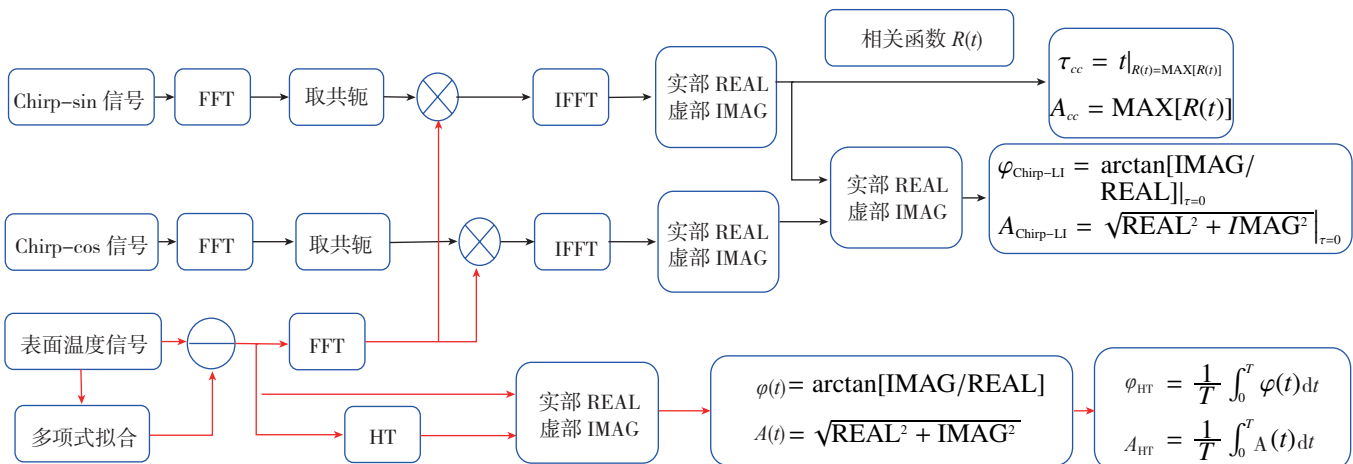 相关函数 R(t)
Chirp-sin 信号
FFT
取共轭
IFFT
实部 REAL
虚部 IMAG
τcc = t|R(t)=MAX[R(t)]
Acc = MAX[R(t)]
Chirp-cos 信号
FFT
取共轭
IFFT
实部 REAL
虚部 IMAG
实部 REAL
虚部 IMAG
φChirp-LI = arctan[IMAG/
REAL]|τ=0
AChirp-LI = √REAL² + IMAG²|τ=0
表面温度信号
FFT
多项式拟合
HT
实部 REAL
虚部 IMAG
φ(t)= arctan[IMAG/REAL]
A(t)= √REAL² + IMAG²
φHT = 1/T ∫₀ᵀ φ(t)dt
AHT = 1/T ∫₀ᵀ A(t)dt